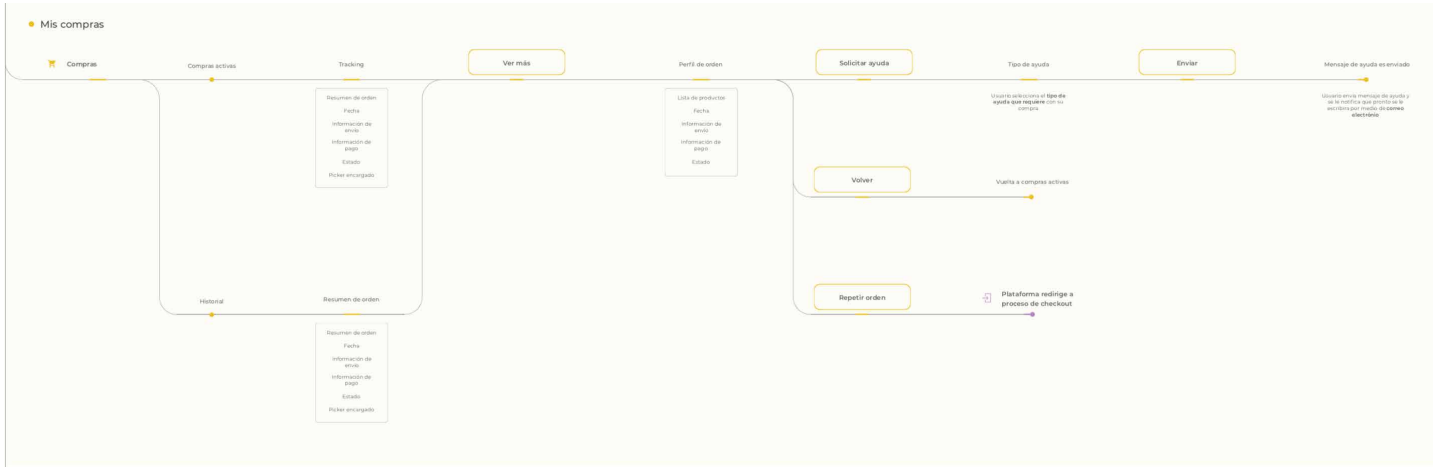 Mis compras
Compras
Compras activas
Tracking
Ver más
Perfil de orden
Solicitar ayuda
Tipo de ayuda
Enviar
Mensaje de ayuda es enviado
Resumen de orden
Fecha
Información de
envío
Información de
pago
Estado
Picker encargado
Lista de productos
Fecha
Información de
envío
Información de
pago
Estado
Usuario selecciona el tipo de
ayuda que requiere con su
compra
Usuario envía mensaje de ayuda y
se le notifica que pronto se le
escribira por medio de correo
electrónio
Volver
Vuelta a compras activas
Historial
Resumen de orden
Repetir orden
Plataforma redirige a
proceso de checkout
Resumen de orden
Fecha
Información de
envío
Información de
pago
Estado
Picker encargado